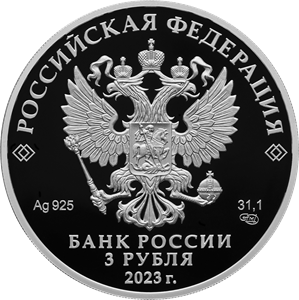 РОССИЙСКАЯ ФЕДЕРАЦИЯ
Ag 925
31,1
БАНК РОССИИ
3 РУБЛЯ
2023 г.